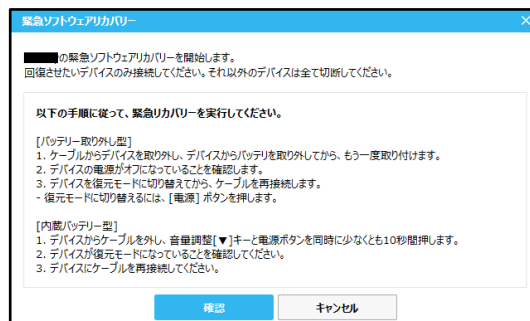 緊急ソフトウェアリカバリー
の緊急ソフトウェアリカバリーを開始します。
回復させたいデバイスのみ接続してください。それ以外のデバイスは全て切断してください。
以下の手順に従って、緊急リカバリーを実行してください。
[バッテリー取り外し型]
1. ケーブルからデバイスを取り外し、デバイスからバッテリを取り外してから、もう一度取り付けます。
2. デバイスの電源がオフになっていることを確認します。
3. デバイスを復元モードに切り替えてから、ケーブルを再接続します。
- 復元モードに切り替えるには、[電源] ボタンを押します。
[内蔵バッテリー型]
1. デバイスからケーブルを外し、音量調整[▼]キーと電源ボタンを同時に少なくとも10秒間押します。
2. デバイスが復元モードになっていることを確認してください。
3. デバイスにケーブルを再接続してください。
確認 キャンセル